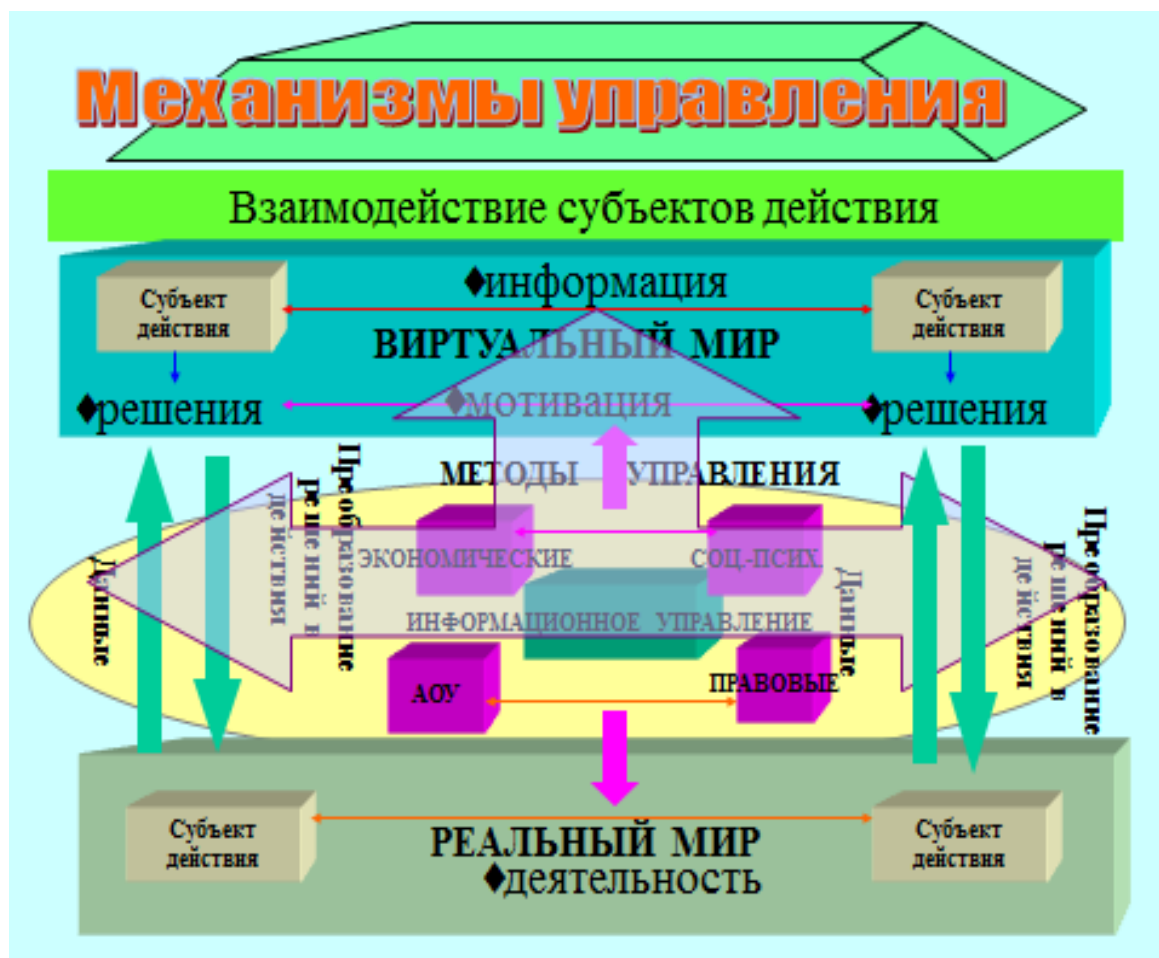 Механизмы управления
Взаимодействие субъектов действия
Субъект
действия
♦информация
Субъект
действия
ВИРТУАЛЬНЫЙ МИР
♦решения
♦мотивация
♦решения
МЕТОДЫ УПРАВЛЕНИЯ
Данные
Преобразование
решений в
действия
ЭКОНОМИЧЕСКИЕ
СОЦ.-ПСИХ.
ИНФОРМАЦИОННОЕ УПРАВЛЕНИЕ
АОУ
ПРАВОВЫЕ
Данные
Преобразование
решений в
действия
Субъект
действия
РЕАЛЬНЫЙ МИР
♦деятельность
Субъект
действия